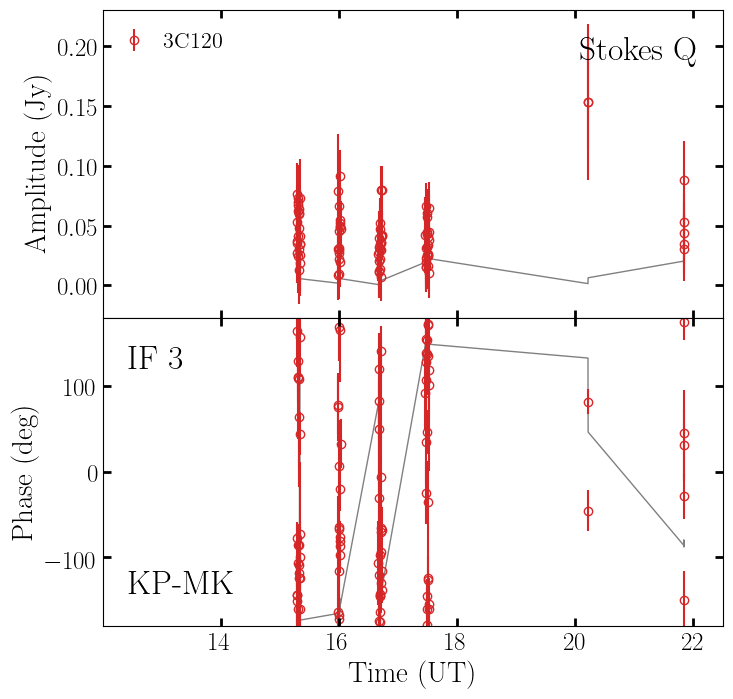 3C120
Stokes Q
0.20
0.15
0.10
0.05
0.00
Amplitude (Jy)
IF 3
100
0
−100
Phase (deg)
KP-MK
14 16 18 20 22
Time (UT)